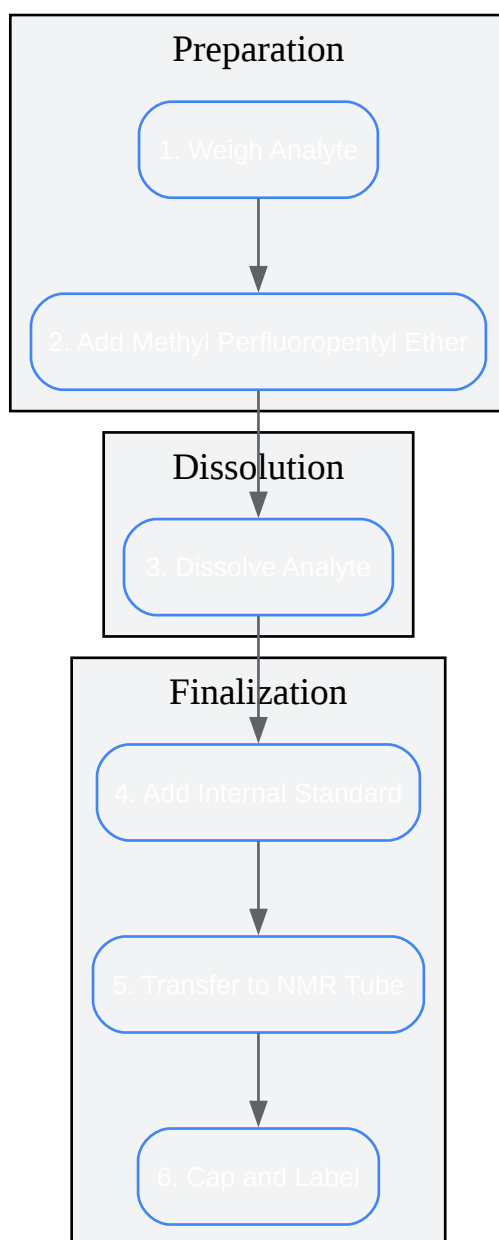 Preparation
1. Weigh Analyte
2. Add Methyl Perfluoropentyl Ether
Dissolution
3. Dissolve Analyte
Finalization
4. Add Internal Standard
5. Transfer to NMR Tube
6. Cap and Label